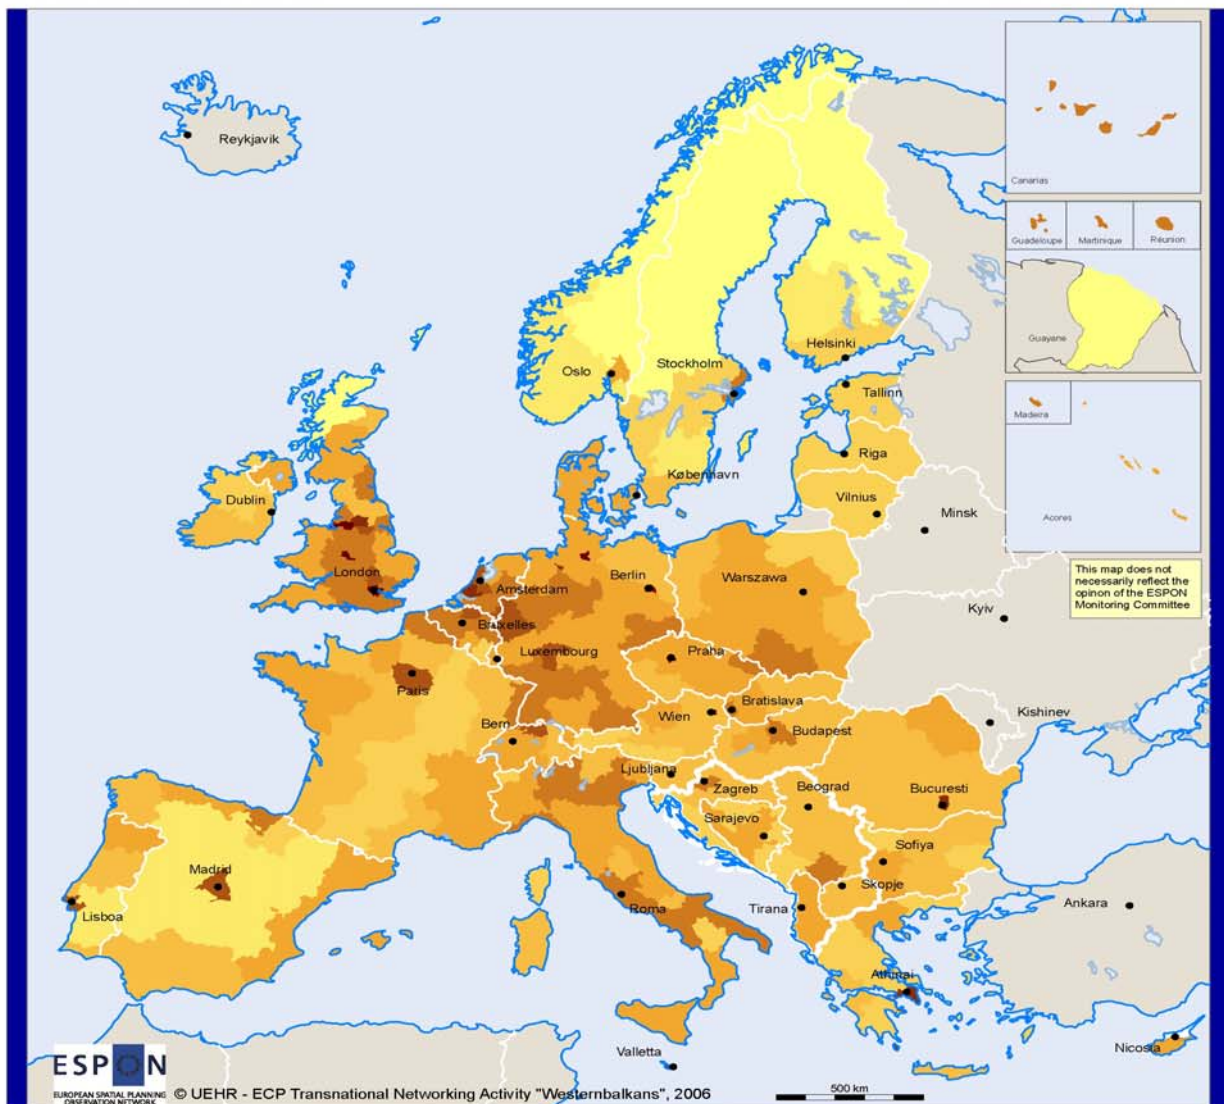 Reykjavik
Canarias
Guadeloupe
Martinique
Réunion
Guayane
Helsinki
Oslo
Stockholm
Tallinn
Madeira
Riga
Dublin
København
Vilnius
Minsk
Acores
London
Amsterdam
Berlin
Warszawa
This map does not
necessarily reflect the
opinon of the ESPON
Monitoring Committee
Kyiv
Bruxelles
Luxembourg
Praha
Paris
Bratislava
Kishinev
Wien
Bern
Budapest
Ljubljana
Zagreb
Beograd
Bucuresti
Sarajevo
Sofiya
Madrid
Skopje
Lisboa
Roma
Tirana
Ankara
Athinai
Nicosia
Valletta
ESPON
EUROPEAN SPATIAL PLANNING
OBSERVATION NETWORK
© UEHR - ECP Transnational Networking Activity "Westernbalkans", 2006
500 km